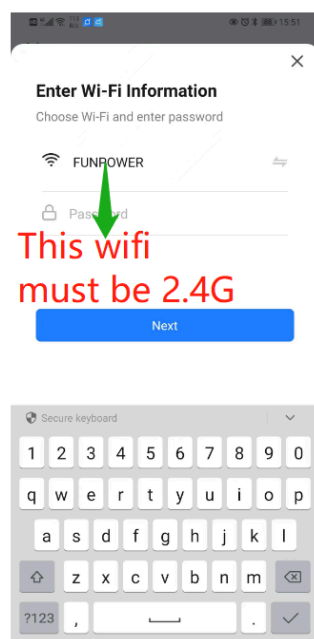 15:51
Enter Wi-Fi Information
Choose Wi-Fi and enter password
FUNPOWER
Password
This wifi
must be 2.4G
Next
Secure keyboard
1 2 3 4 5 6 7 8 9 0
q w e r t y u i o p
a s d f g h j k l
z x c v b n m
?123 , .